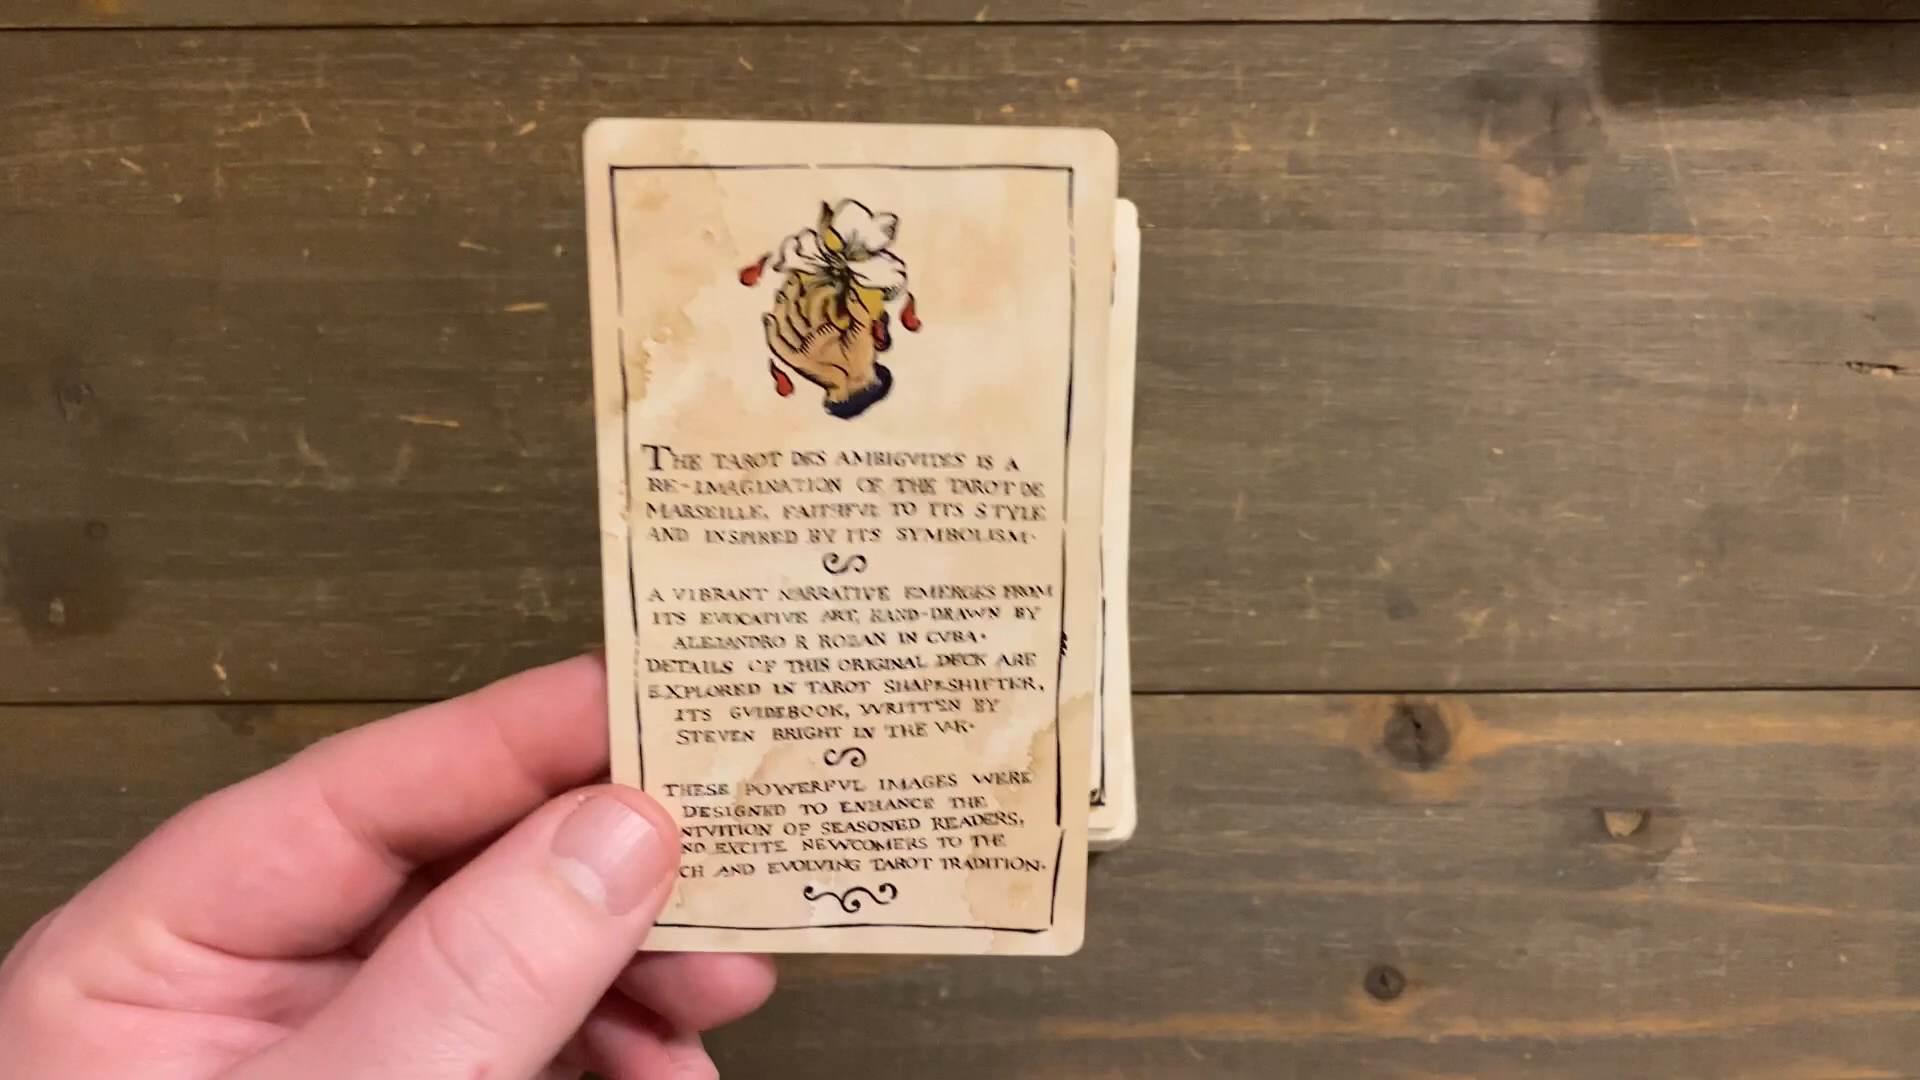 THE TAROT DES AMBIGVITIES IS A
RE-IMAGINATION OF THE TAROT DE
MARSEILLE, FAITHFVL TO ITS STYLE
AND INSPIRED BY ITS SYMBOLISM.
A VIBRANT NARRATIVE EMERGES FROM
ITS EVOCATIVE ART, HAND-DRAWN BY
ALEJANDRO R ROZAN IN CVBA.
DETAILS OF THIS ORIGINAL DECK ARE
EXPLORED IN TAROT SHAPESHIFTER,
ITS GVIDEBOOK, WRITTEN BY
STEVEN BRIGHT IN THE V.K.
THESE POWERFVL IMAGES WERE
DESIGNED TO ENHANCE THE
NTVITION OF SEASONED READERS,
ND EXCITE NEWCOMERS TO THE
CH AND EVOLVING TAROT TRADITION.